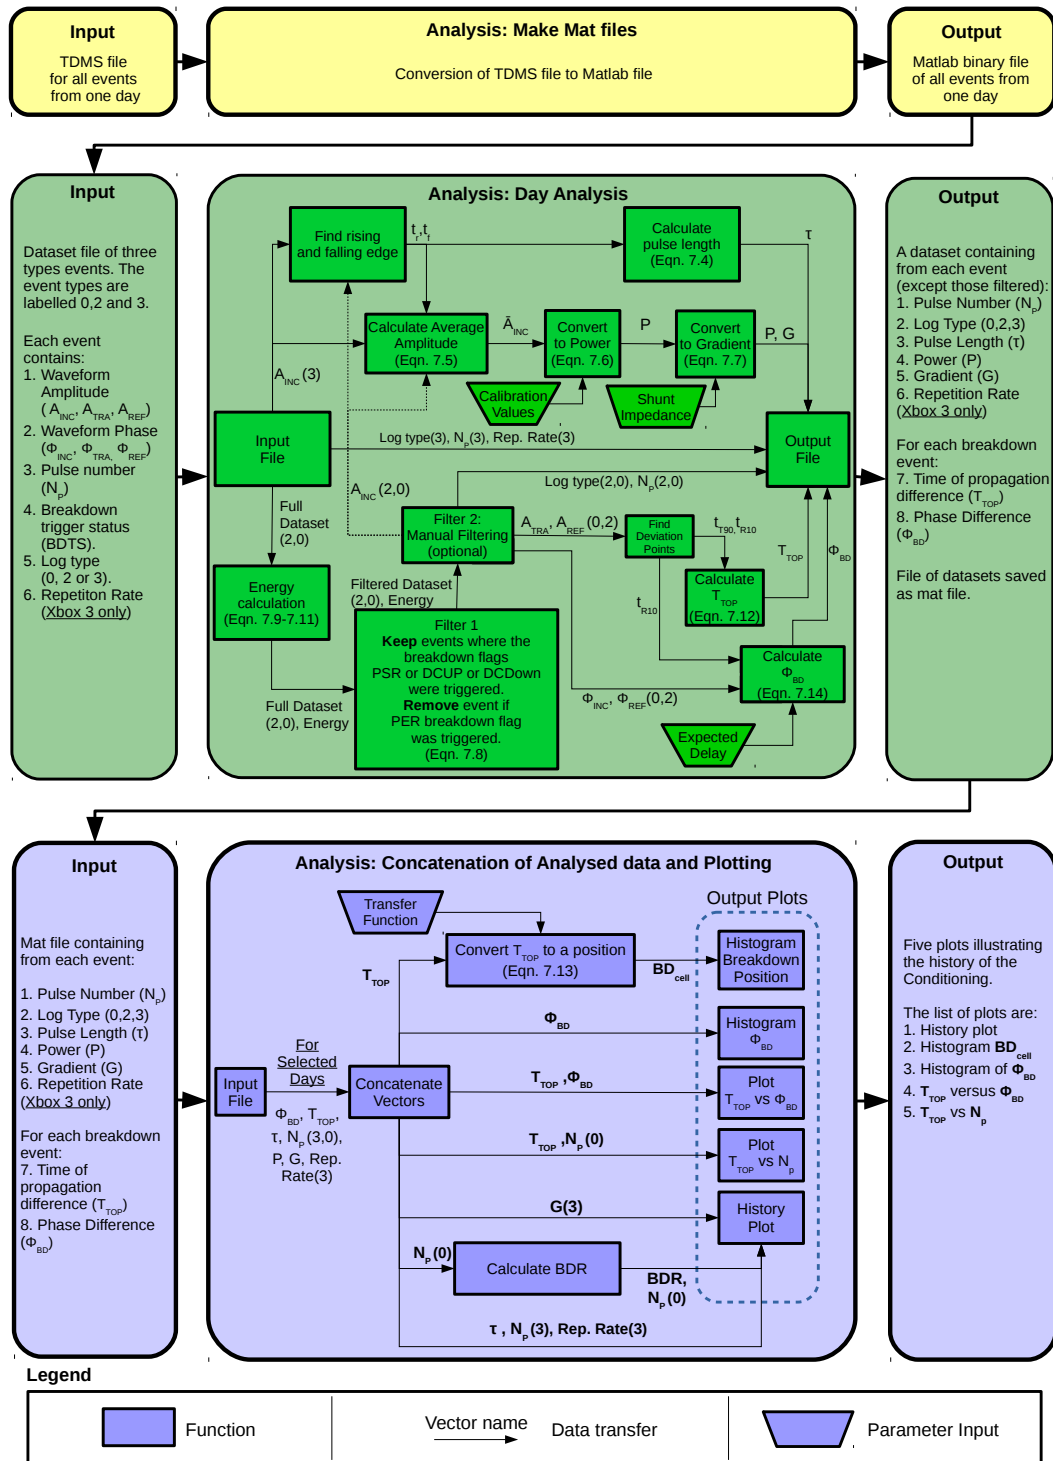 Input
TDMS file
for all events
from one day
Analysis: Make Mat files
Conversion of TDMS file to Matlab file
Output
Matlab binary file
of all events from
one day
Input
Dataset file of three
types events. The
event types are
labelled 0,2 and 3.
Each event
contains:
1. Waveform
Amplitude
( A_INC, A_TRA, A_REF)
2. Waveform Phase
(Φ_INC, Φ_TRA, Φ_REF)
3. Pulse number
(N_P)
4. Breakdown
trigger status
(BDTS).
5. Log type
(0, 2 or 3).
6. Repetition Rate
(Xbox 3 only)
Analysis: Day Analysis
Find rising
and falling edge
t_r,t_f
Calculate
pulse length
(Eqn. 7.4)
τ
Calculate Average
Amplitude
(Eqn. 7.5)
Ā_INC
Convert
to Power
(Eqn. 7.6)
P
Convert
to Gradient
(Eqn. 7.7)
P, G
A_INC(3)
Calibration
Values
Shunt
Impedance
Input
File
Log type(3), N_P(3), Rep. Rate(3)
Output
File
A_INC(2,0)
Log type(2,0), N_P(2,0)
Full
Dataset
(2,0)
Filter 2:
Manual Filtering
(optional)
A_TRA, A_REF(0,2)
Find
Deviation
Points
t_T90, t_R10
T_TOP
Φ_BD
Energy
calculation
(Eqn. 7.9-7.11)
Filtered Dataset
(2,0), Energy
t_R10
Calculate
T_TOP
(Eqn. 7.12)
Filter 1
Keep events where the
breakdown flags
PSR or DCUP or DCDown
were triggered.
Remove event if
PER breakdown flag
was triggered.
(Eqn. 7.8)
Full Dataset
(2,0), Energy
Calculate
Φ_BD
(Eqn. 7.14)
Φ_INC, Φ_REF(0,2)
Expected
Delay
Output
A dataset containing
from each event
(except those filtered):
1. Pulse Number (N_P)
2. Log Type (0,2,3)
3. Pulse Length (τ)
4. Power (P)
5. Gradient (G)
6. Repetition Rate
(Xbox 3 only)
For each breakdown
event:
7. Time of propagation
difference (T_TOP)
8. Phase Difference
(Φ_BD)
File of datasets saved
as mat file.
Input
Mat file containing
from each event:
1. Pulse Number (N_P)
2. Log Type (0,2,3)
3. Pulse Length (τ)
4. Power (P)
5. Gradient (G)
6. Repetition Rate
(Xbox 3 only)
For each breakdown
event:
7. Time of
propagation
difference (T_TOP)
8. Phase Difference
(Φ_BD)
Analysis: Concatenation of Analysed data and Plotting
Transfer
Function
Output Plots
Convert T_TOP to a position
(Eqn. 7.13)
T_TOP
BD_cell
Histogram
Breakdown
Position
Φ_BD
Histogram
Φ_BD
For
Selected
Days
Input
File
Concatenate
Vectors
T_TOP ,Φ_BD
Plot
T_TOP vs Φ_BD
Φ_BD, T_TOP,
τ, N_P(3,0),
P, G, Rep.
Rate(3)
T_TOP ,N_P(0)
Plot
T_TOP vs N_p
G(3)
History
Plot
N_P(0)
Calculate BDR
BDR,
N_P(0)
τ , N_P(3), Rep. Rate(3)
Output
Five plots illustrating
the history of the
Conditioning.
The list of plots are:
1. History plot
2. Histogram BD_cell
3. Histogram of Φ_BD
4. T_TOP versus Φ_BD
5. T_TOP vs N_p
Legend
Function
Vector name
Data transfer
Parameter Input